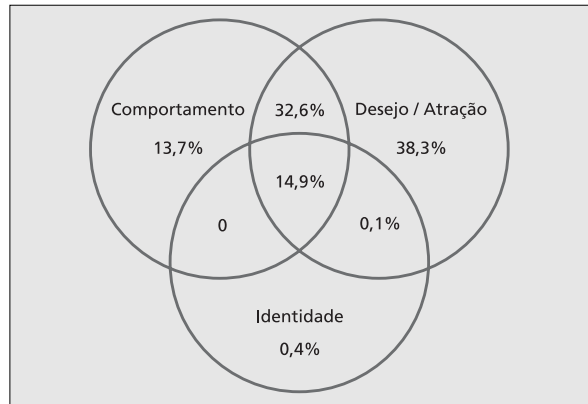 32,6%
Comportamento
Desejo / Atração
13,7%
38,3%
14,9%
0
0,1%
Identidade
0,4%